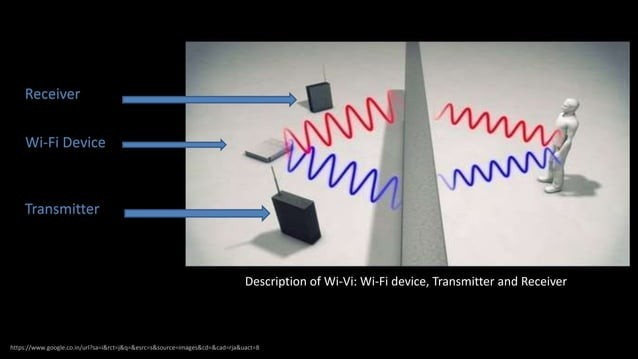 Receiver
Wi-Fi Device
Transmitter
Description of Wi-Vi: Wi-Fi device, Transmitter and Receiver
https://www.google.co.in/url?sa=i&rct=j&q=&esrc=s&source=images&cd=&cad=rja&uact=8